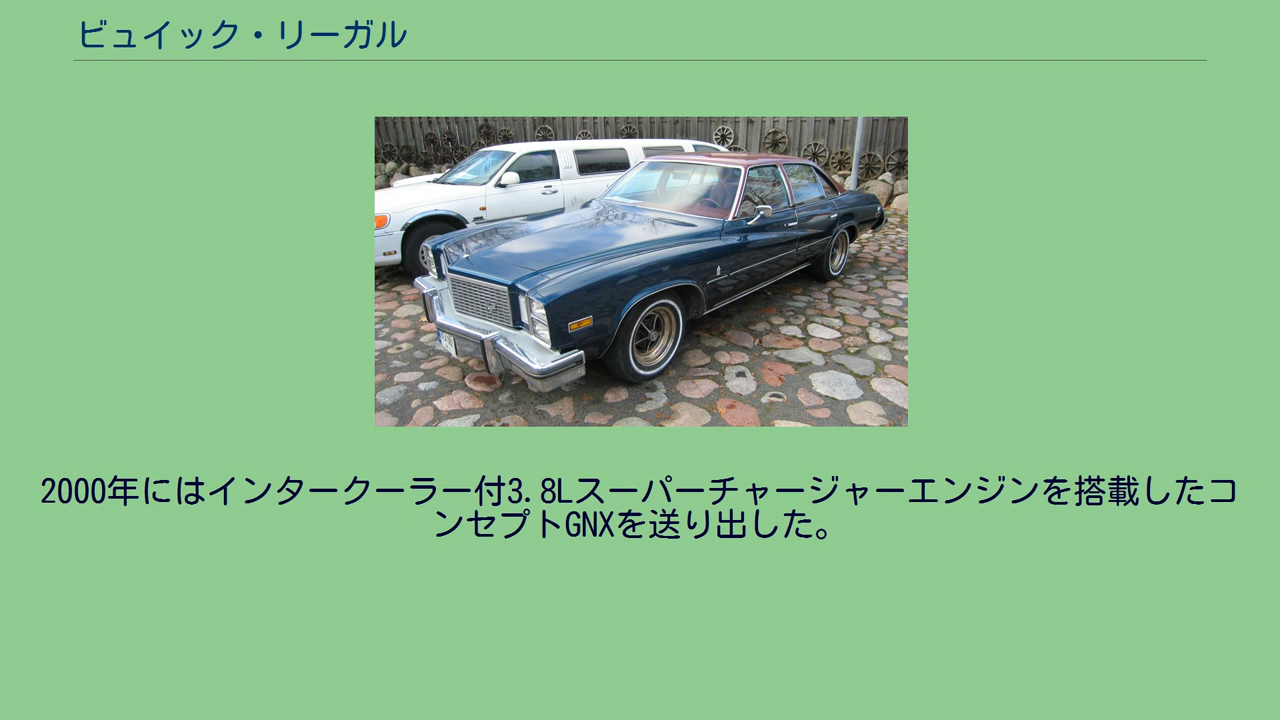 ビュイック・リーガル
2000年にはインタークーラー付3.8Lスーパーチャージャーエンジンを搭載したコ
ンセプトGNXを送り出した。